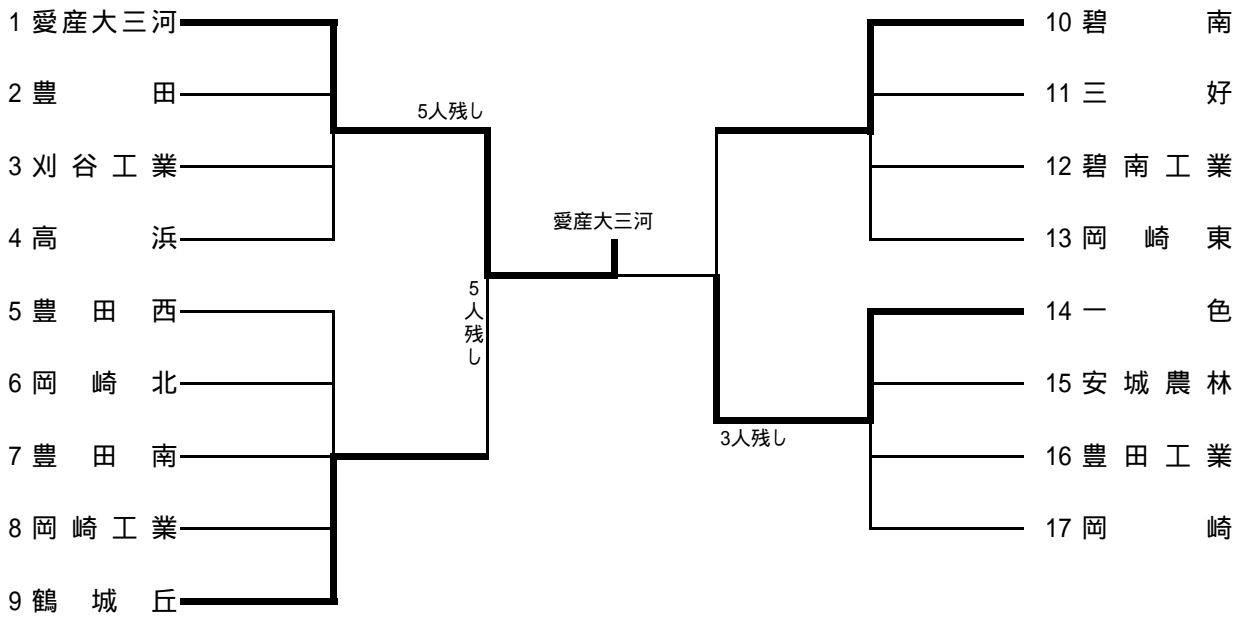 1 愛産大三河
2 豊田
3 刈谷工業
4 高浜
5 豊田西
6 岡崎北
7 豊田南
8 岡崎工業
9 鶴城丘
5人残し
5人残し
愛産大三河
3人残し
10 碧南
11 三好
12 碧南工業
13 岡崎東
14 一色
15 安城農林
16 豊田工業
17 岡崎